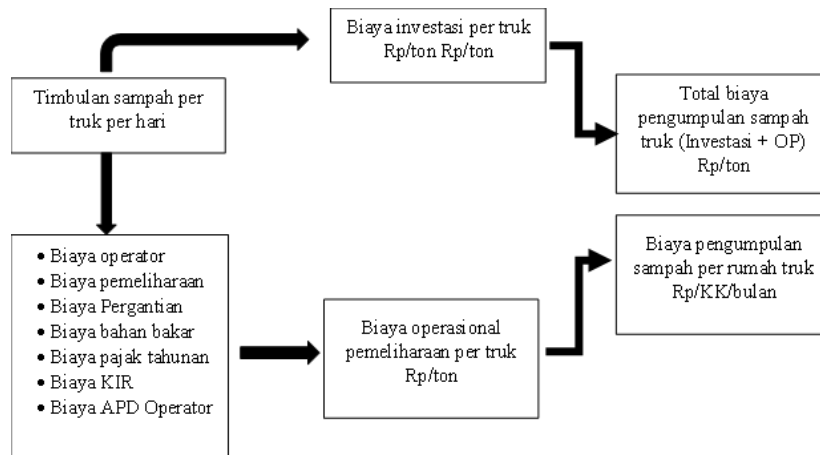 Timbulan sampah per
truk per hari
Biaya investasi per truk
Rp/ton Rp/ton
Total biaya
pengumpulan sampah
truk (Investasi + OP)
Rp/ton
• Biaya operator
• Biaya pemeliharaan
• Biaya Pergantian
• Biaya bahan bakar
• Biaya pajak tahunan
• Biaya KIR
• Biaya APD Operator
Biaya operasional
pemeliharaan per truk
Rp/ton
Biaya pengumpulan
sampah per rumah truk
Rp/KK/bulan